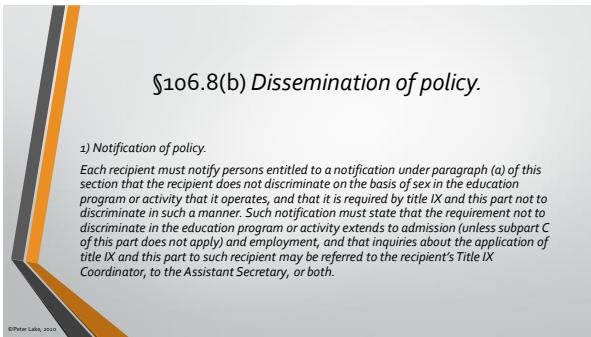 §106.8(b) Dissemination of policy.
1) Notification of policy.
Each recipient must notify persons entitled to a notification under paragraph (a) of this
section that the recipient does not discriminate on the basis of sex in the education
program or activity that it operates, and that it is required by title IX and this part not to
discriminate in such a manner. Such notification must state that the requirement not to
discriminate in the education program or activity extends to admission (unless subpart C
of this part does not apply) and employment, and that inquiries about the application of
title IX and this part to such recipient may be referred to the recipient's Title IX
Coordinator, to the Assistant Secretary, or both.
©Peter Lake, 2020